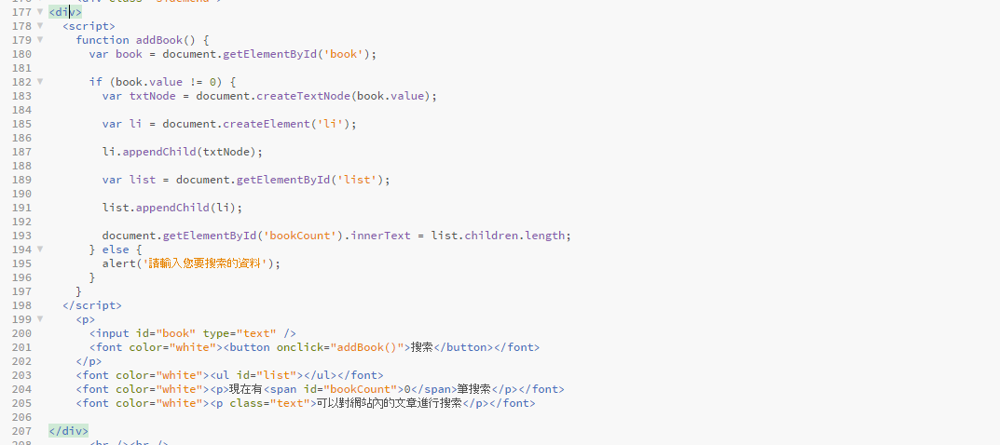 177 <div>
178 <script>
179 function addBook() {
180 var book = document.getElementById('book');
181
182 if (book.value != 0) {
183 var txtNode = document.createTextNode(book.value);
184
185 var li = document.createElement('li');
186
187 li.appendChild(txtNode);
188
189 var list = document.getElementById('list');
190
191 list.appendChild(li);
192
193 document.getElementById('bookCount').innerText = list.children.length;
194 } else {
195 alert('請輸入您要搜索的資料');
196 }
197 }
198 </script>
199 <p>
200 <input id="book" type="text" />
201 <font color="white"><button onclick="addBook()">搜索</button></font>
202 </p>
203 <font color="white"><ul id="list"></ul></font>
204 <font color="white"><p>現在有<span id="bookCount">0</span>筆搜索</p></font>
205 <font color="white"><p class="text">可以對網站內的文章進行搜索</p></font>
206
207 </div>